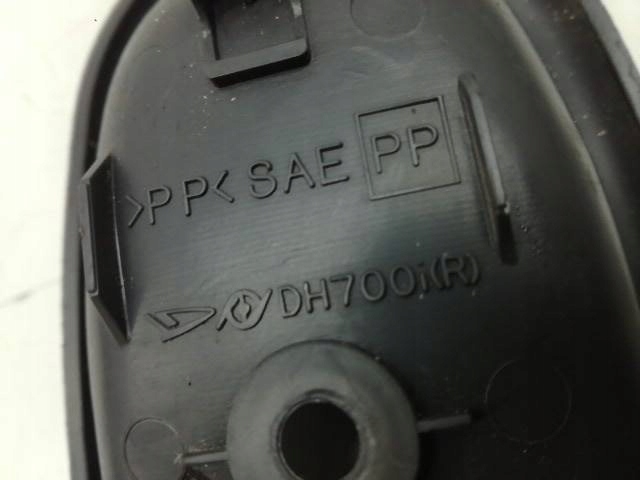 >PP< SAE PP
DH700i(R)